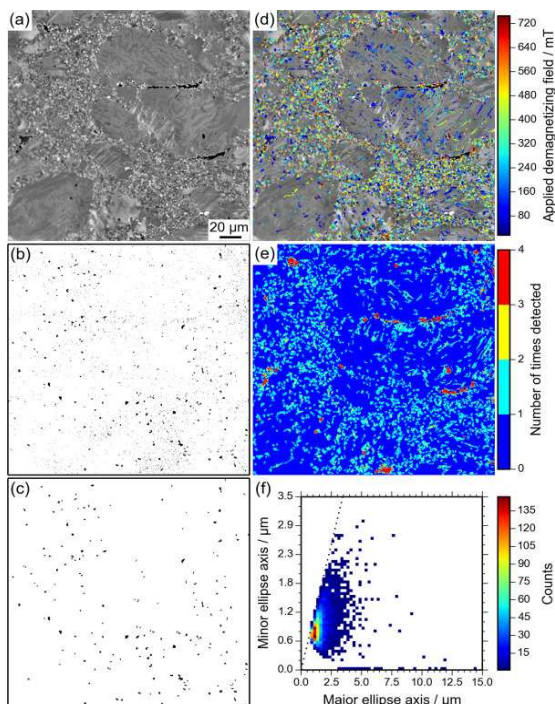 (a)
20 µm
(b)
(c)
(d)
720
640
560
480
400
320
240
160
80
Applied demagnetizing field / mT
(e)
4
3
2
1
0
Number of times detected
(f)
3.5
2.9
2.3
1.8
1.2
0.6
0.0
Minor ellipse axis / µm
0.0 2.5 5.0 7.5 10.0 12.5 15.0
Major ellipse axis / µm
135
120
105
90
75
60
45
30
15
Counts